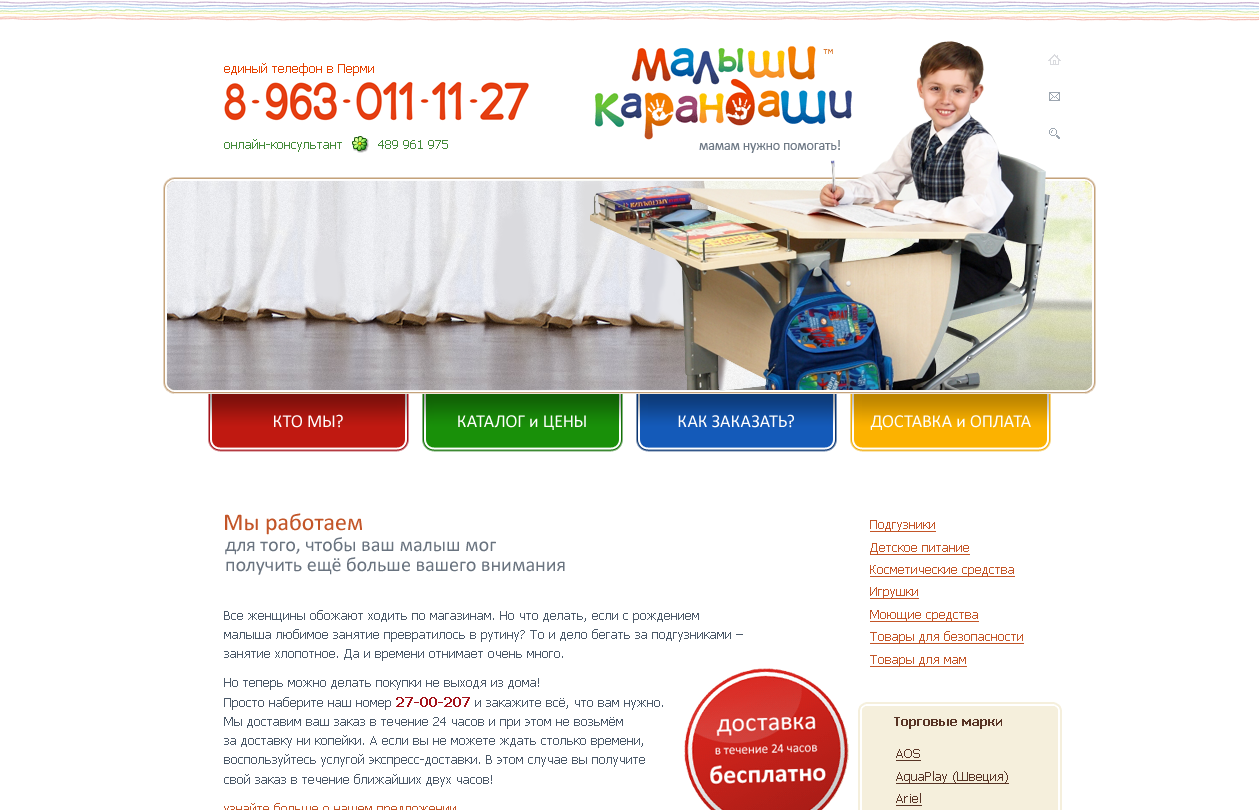 единый телефон в Перми
8-963-011-11-27
онлайн-консультант 489 961 975
малыши ™
карандаши
мамам нужно помогать!
КТО МЫ?
КАТАЛОГ и ЦЕНЫ
КАК ЗАКАЗАТЬ?
ДОСТАВКА и ОПЛАТА
Мы работаем
для того, чтобы ваш малыш мог
получить ещё больше вашего внимания
Все женщины обожают ходить по магазинам. Но что делать, если с рождением
малыша любимое занятие превратилось в рутину? То и дело бегать за подгузниками –
занятие хлопотное. Да и времени отнимает очень много.
Но теперь можно делать покупки не выходя из дома!
Просто наберите наш номер 27-00-207 и закажите всё, что вам нужно.
Мы доставим ваш заказ в течение 24 часов и при этом не возьмём
за доставку ни копейки. А если вы не можете ждать столько времени,
воспользуйтесь услугой экспресс-доставки. В этом случае вы получите
свой заказ в течение ближайших двух часов!
узнайте больше о нашем предложении
доставка
в течение 24 часов
бесплатно
Подгузники
Детское питание
Косметические средства
Игрушки
Моющие средства
Товары для безопасности
Товары для мам
Торговые марки
AOS
AquaPlay (Швеция)
Ariel